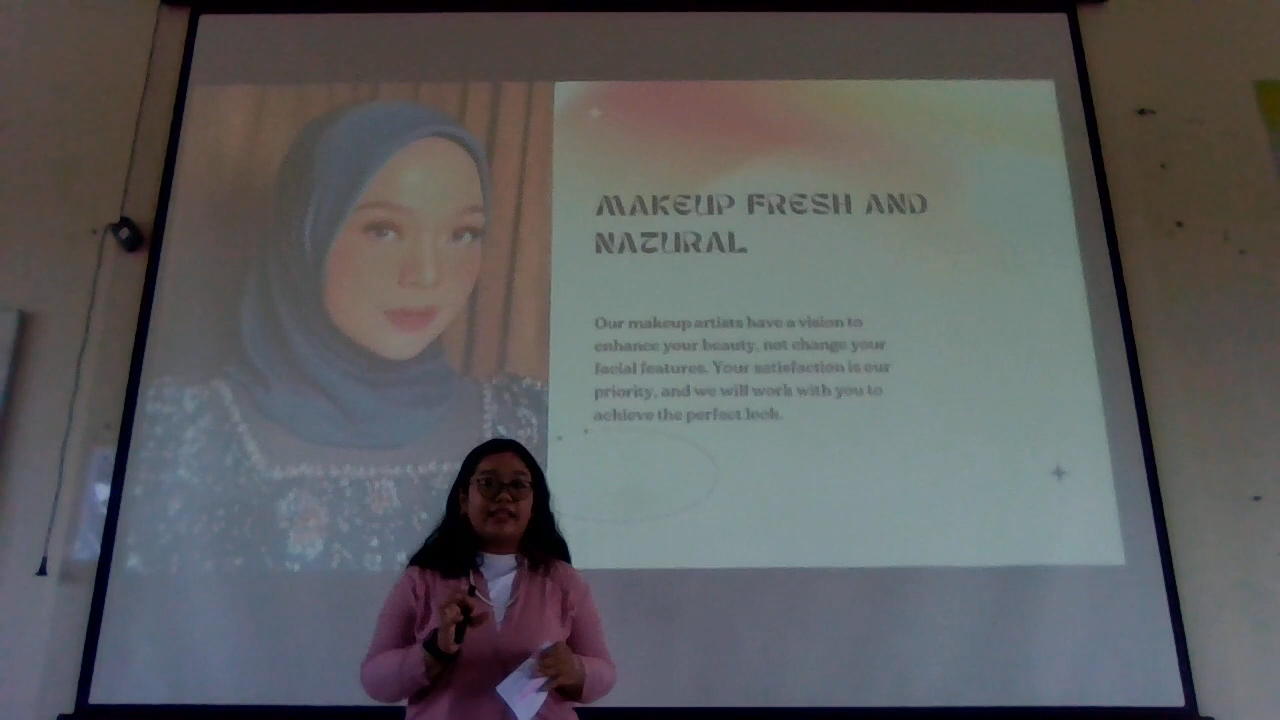 MAKEUP FRESH AND
NATURAL
Our makeup artists have a vision to
enhance your beauty, not change your
facial features. Your satisfaction is our
priority, and we will work with you to
achieve the perfect look.